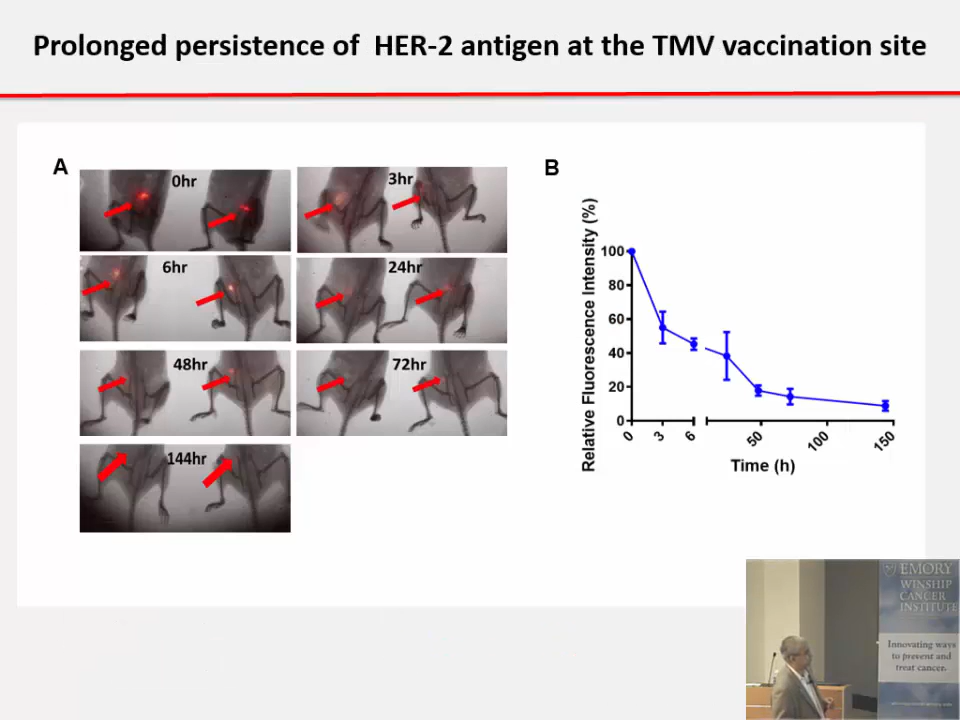 Prolonged persistence of HER-2 antigen at the TMV vaccination site
A
0hr
3hr
6hr
24hr
48hr
72hr
144hr
B
Relative Fluorescence Intensity (%)
100
80
60
40
20
0
0
3
6
50
100
150
Time (h)
EMORY
WINSHIP
CANCER
INSTITUTE
Innovating ways
to prevent and
treat cancer.